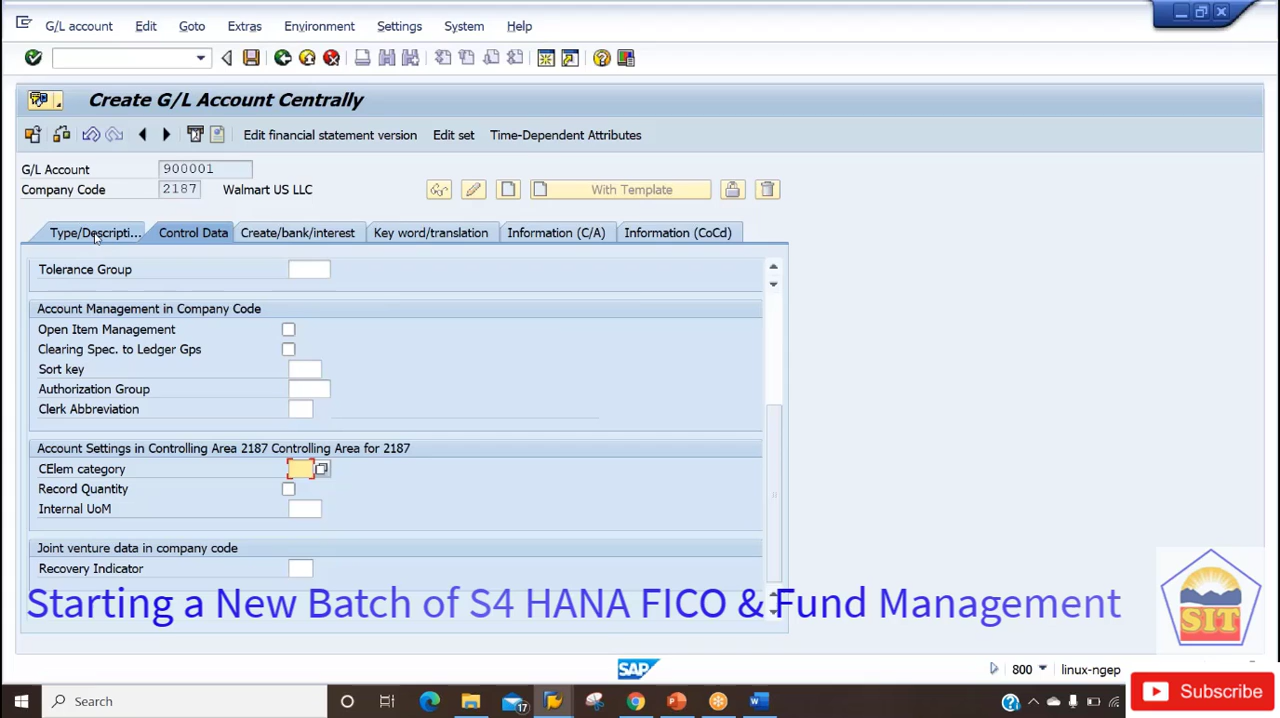 G/L account Edit Goto Extras Environment Settings System Help
Create G/L Account Centrally
Edit financial statement version Edit set Time-Dependent Attributes
G/L Account 900001
Company Code 2187 Walmart US LLC With Template
Type/Descripti... Control Data Create/bank/interest Key word/translation Information (C/A) Information (CoCd)
Tolerance Group
Account Management in Company Code
Open Item Management
Clearing Spec. to Ledger Gps
Sort key
Authorization Group
Clerk Abbreviation
Account Settings in Controlling Area 2187 Controlling Area for 2187
CElem category
Record Quantity
Internal UoM
Joint venture data in company code
Recovery Indicator
Starting a New Batch of S4 HANA FICO & Fund Management
SIT
SAP
800 linux-ngep
Search
17
Subscribe